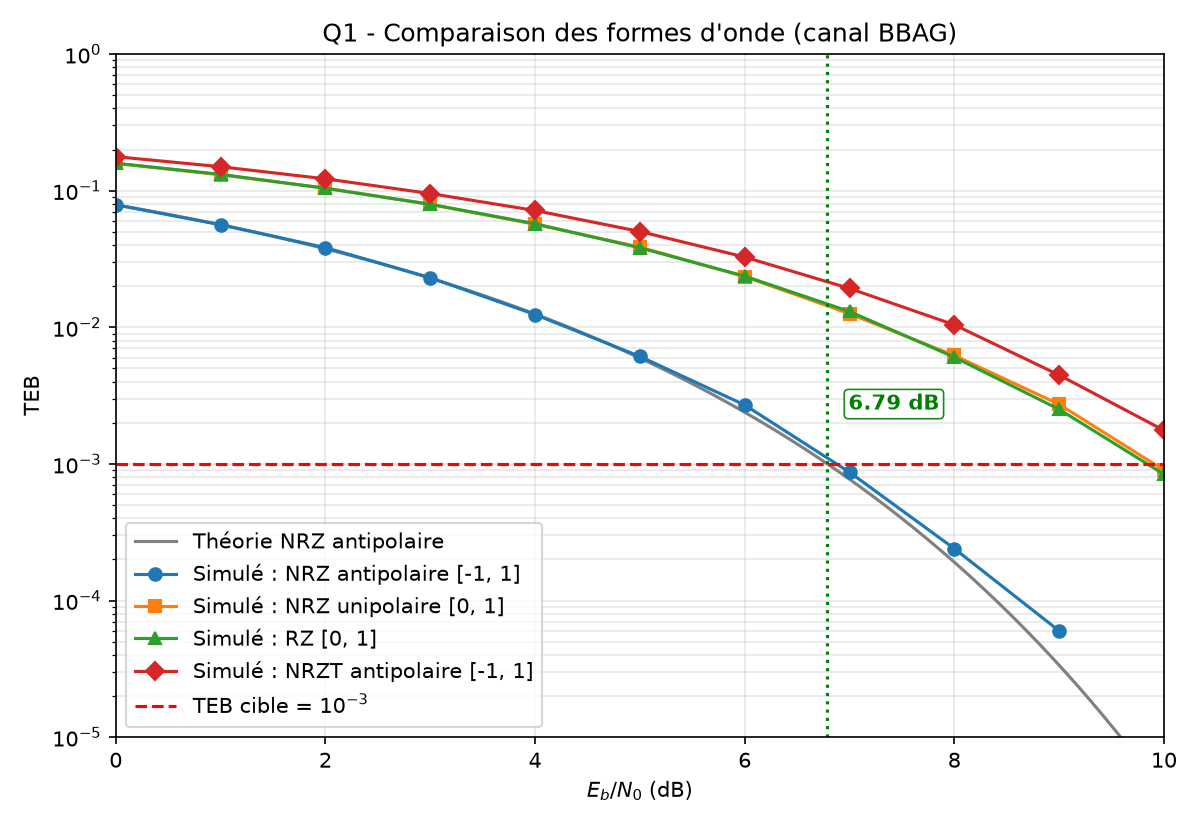 Q1 - Comparaison des formes d'onde (canal BBAG)
10⁰
10⁻¹
10⁻²
10⁻³
10⁻⁴
10⁻⁵
TEB
6.79 dB
Théorie NRZ antipolaire
Simulé : NRZ antipolaire [-1, 1]
Simulé : NRZ unipolaire [0, 1]
Simulé : RZ [0, 1]
Simulé : NRZT antipolaire [-1, 1]
TEB cible = 10⁻³
0 2 4 6 8 10
E_b/N_0 (dB)